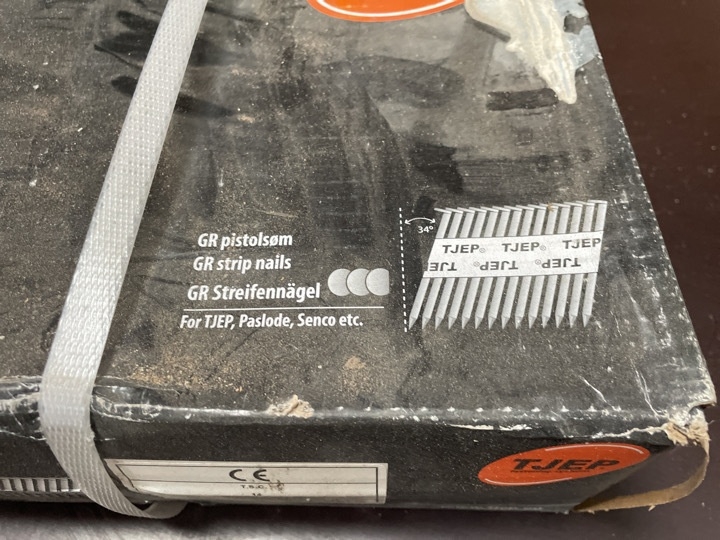 GR pistolsøm
GR strip nails
GR Streifennägel
For TJEP, Paslode, Senco etc.
34°
TJEP® TJEP® TJEP
TJEP® TJEP® TJEP
CE
TJEP